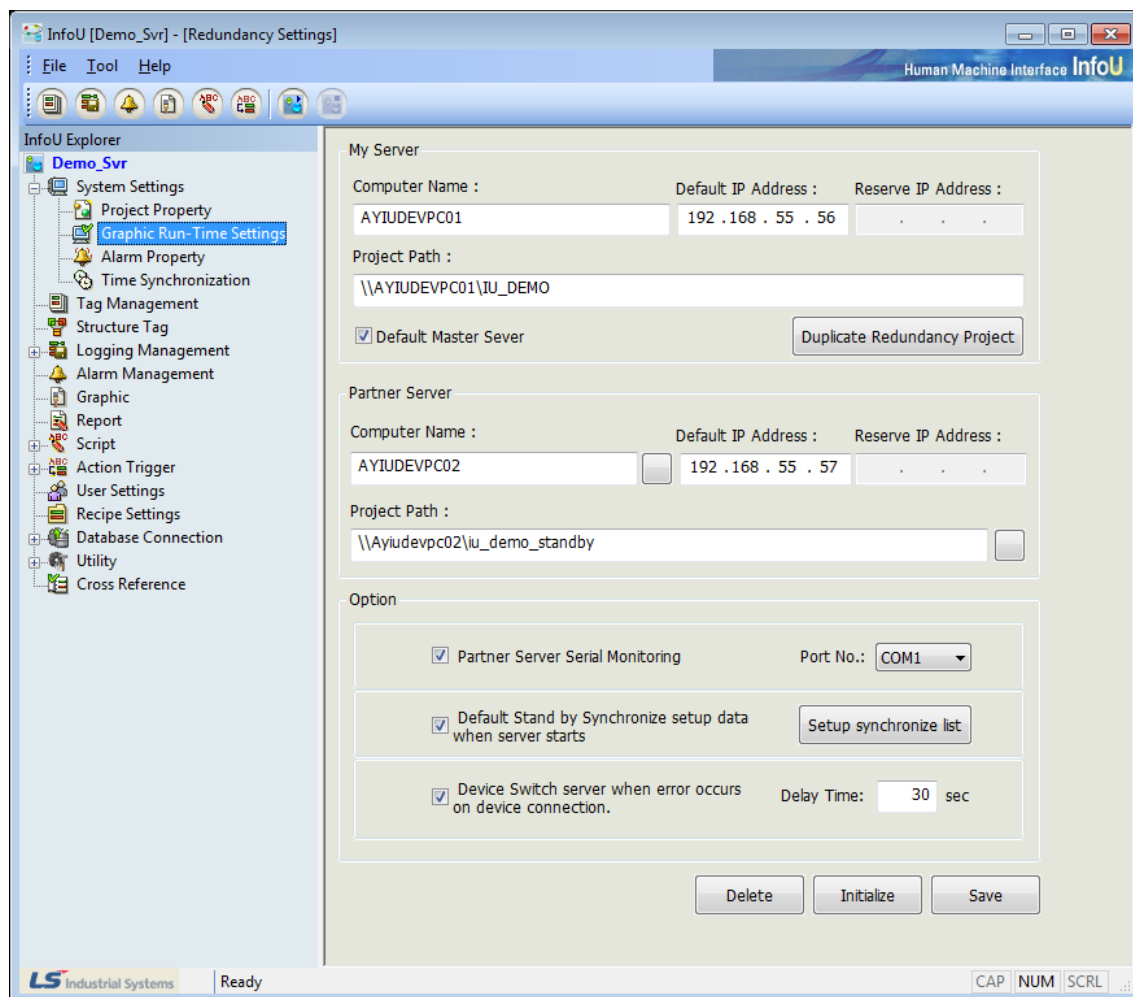 InfoU [Demo_Svr] - [Redundancy Settings]
File Tool Help
Human Machine Interface InfoU
InfoU Explorer
Demo_Svr
System Settings
Project Property
Graphic Run-Time Settings
Alarm Property
Time Synchronization
Tag Management
Structure Tag
Logging Management
Alarm Management
Graphic
Report
Script
Action Trigger
User Settings
Recipe Settings
Database Connection
Utility
Cross Reference
My Server
Computer Name : Default IP Address : Reserve IP Address :
AYIUDEVPC01 192 .168 . 55 . 56 . . .
Project Path :
\\AYIUDEVPC01\IU_DEMO
Default Master Sever Duplicate Redundancy Project
Partner Server
Computer Name : Default IP Address : Reserve IP Address :
AYIUDEVPC02 192 .168 . 55 . 57 . . .
Project Path :
\\Ayiudevpc02\iu_demo_standby
Option
Partner Server Serial Monitoring Port No.: COM1
Default Stand by Synchronize setup data
when server starts
Setup synchronize list
Device Switch server when error occurs
on device connection.
Delay Time: 30 sec
Delete Initialize Save
LS Industrial Systems Ready CAP NUM SCRL